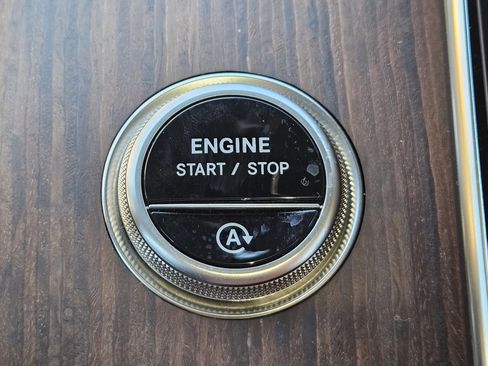 ENGINE
START / STOP
A